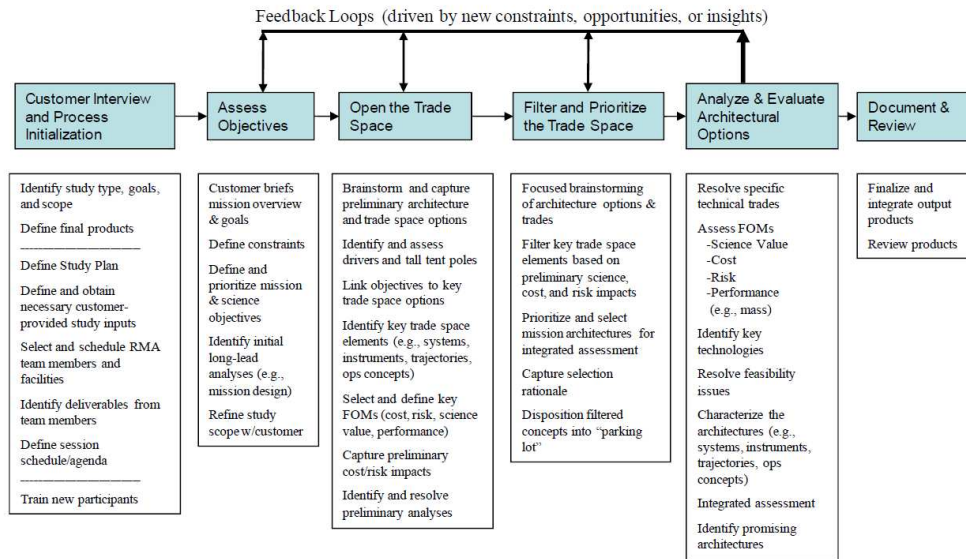 Feedback Loops (driven by new constraints, opportunities, or insights)
Customer Interview
and Process
Initialization
Assess
Objectives
Open the Trade
Space
Filter and Prioritize
the Trade Space
Analyze & Evaluate
Architectural
Options
Document &
Review
Identify study type, goals,
and scope
Define final products
Define Study Plan
Define and obtain
necessary customer-
provided study inputs
Select and schedule RMA
team members and
facilities
Identify deliverables from
team members
Define session
schedule/agenda
Train new participants
Customer briefs
mission overview
& goals
Define constraints
Define and
prioritize mission
& science
objectives
Identify initial
long-lead
analyses (e.g.,
mission design)
Refine study
scope w/customer
Brainstorm and capture
preliminary architecture
and trade space options
Identify and assess
drivers and tall tent poles
Link objectives to key
trade space options
Identify key trade space
elements (e.g., systems,
instruments, trajectories,
ops concepts)
Select and define key
FOMs (cost, risk, science
value, performance)
Capture preliminary
cost/risk impacts
Identify and resolve
preliminary analyses
Focused brainstorming
of architecture options &
trades
Filter key trade space
elements based on
preliminary science,
cost, and risk impacts
Prioritize and select
mission architectures for
integrated assessment
Capture selection
rationale
Disposition filtered
concepts into “parking
lot”
Resolve specific
technical trades
Assess FOMs
-Science Value
-Cost
-Risk
-Performance
(e.g., mass)
Identify key
technologies
Resolve feasibility
issues
Characterize the
architectures (e.g.,
systems, instruments,
trajectories, ops
concepts)
Integrated assessment
Identify promising
architectures
Finalize and
integrate output
products
Review products